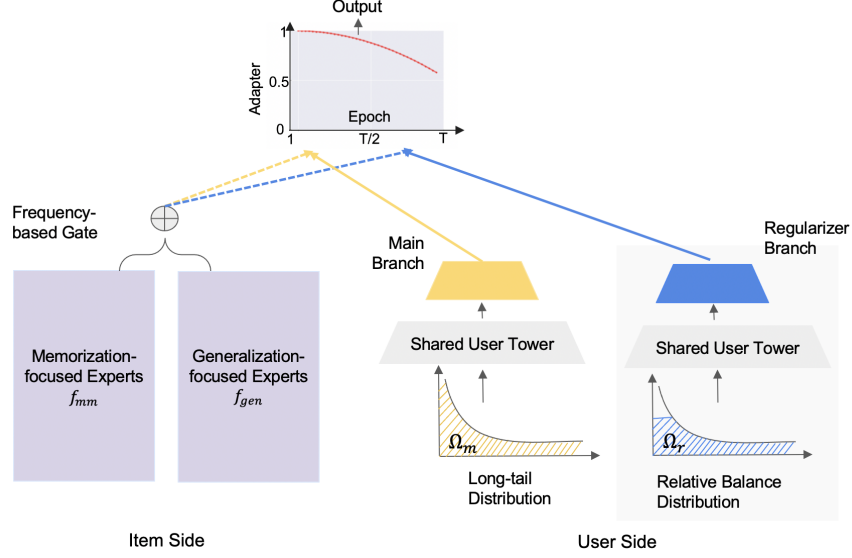 Output
1
0.5
0
Adapter
Epoch
1
T/2
T
Frequency-
based Gate
Main
Branch
Regularizer
Branch
Memorization-
focused Experts
f_mm
Generalization-
focused Experts
f_gen
Shared User Tower
Shared User Tower
Ω_m
Ω_r
Long-tail
Distribution
Relative Balance
Distribution
Item Side
User Side